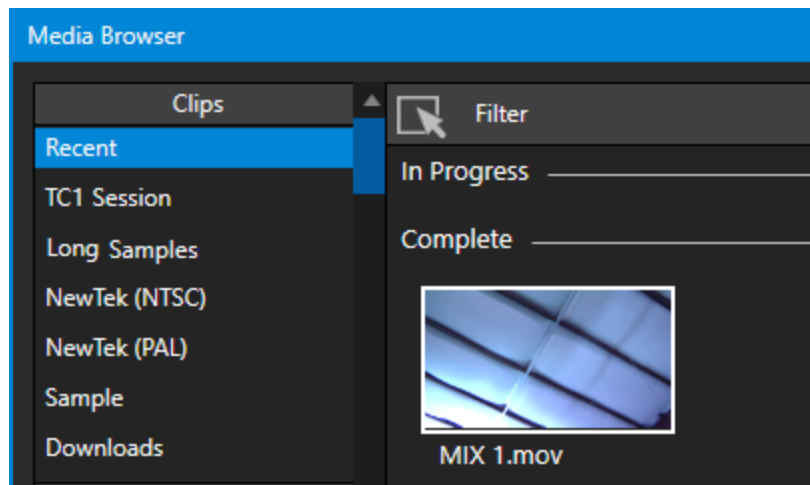 Media Browser
Clips
Recent
TC1 Session
Long Samples
NewTek (NTSC)
NewTek (PAL)
Sample
Downloads
Filter
In Progress
Complete
MIX 1.mov